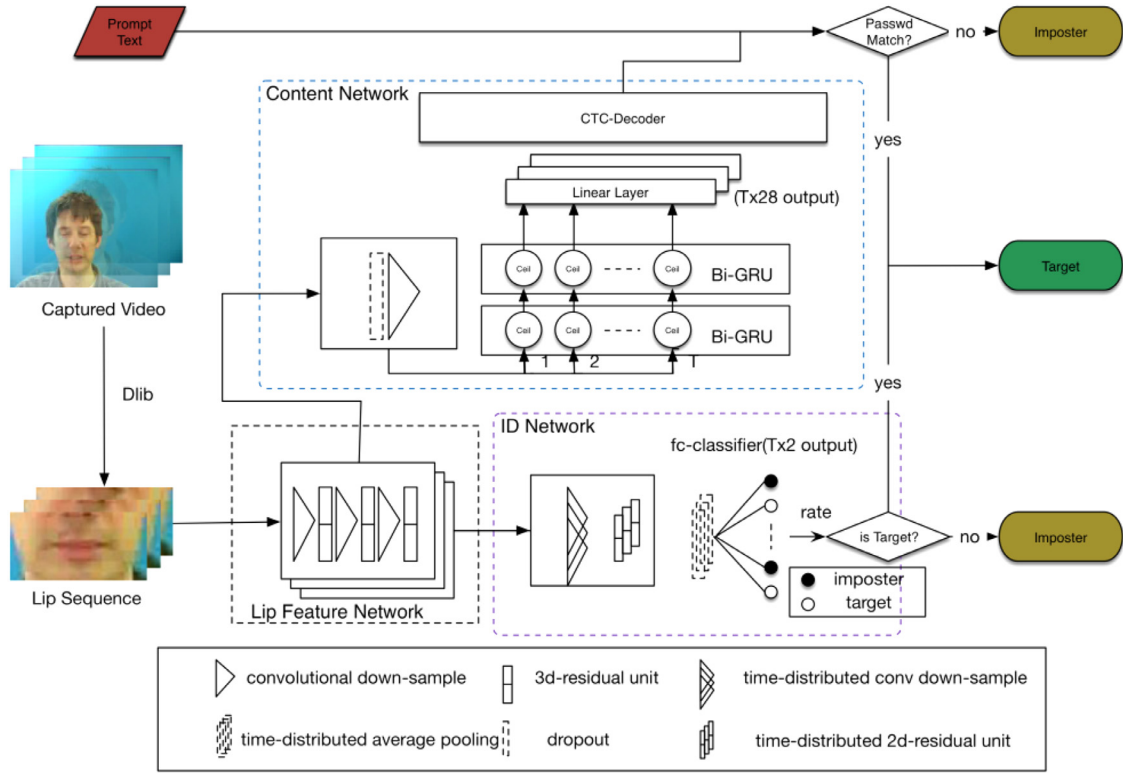 Prompt
Text
Passwd
Match?
no
Imposter
Content Network
CTC-Decoder
yes
Linear Layer
(Tx28 output)
Cell
Cell
Cell
Bi-GRU
Target
Captured Video
Cell
Cell
Cell
Bi-GRU
1
2
T
Dlib
yes
ID Network
fc-classifier(Tx2 output)
rate
is Target?
no
Imposter
imposter
target
Lip Sequence
Lip Feature Network
convolutional down-sample
3d-residual unit
time-distributed conv down-sample
time-distributed average pooling
dropout
time-distributed 2d-residual unit